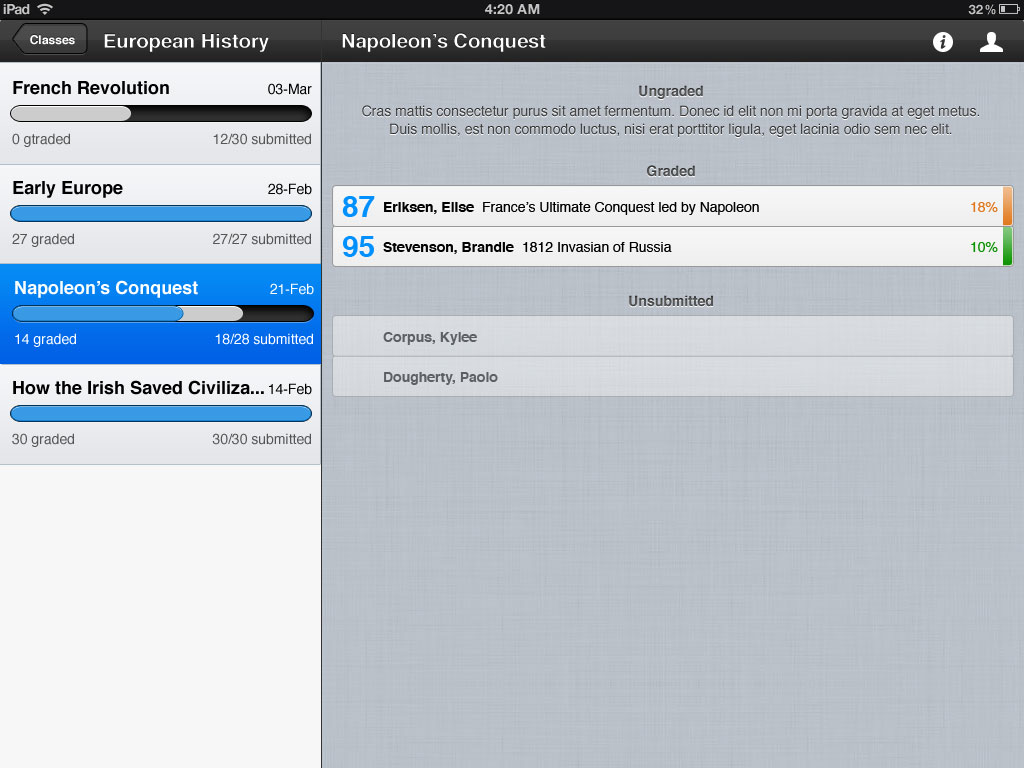 iPad 4:20 AM 32%
Classes European History
French Revolution 03-Mar
0 gtraded 12/30 submitted
Early Europe 28-Feb
27 graded 27/27 submitted
Napoleon's Conquest 21-Feb
14 graded 18/28 submitted
How the Irish Saved Civiliza... 14-Feb
30 graded 30/30 submitted
Napoleon's Conquest
Ungraded
Cras mattis consectetur purus sit amet fermentum. Donec id elit non mi porta gravida at eget metus.
Duis mollis, est non commodo luctus, nisi erat porttitor ligula, eget lacinia odio sem nec elit.
Graded
87 Eriksen, Elise France's Ultimate Conquest led by Napoleon 18%
95 Stevenson, Brandie 1812 Invasian of Russia 10%
Unsubmitted
Corpus, Kylee
Dougherty, Paolo